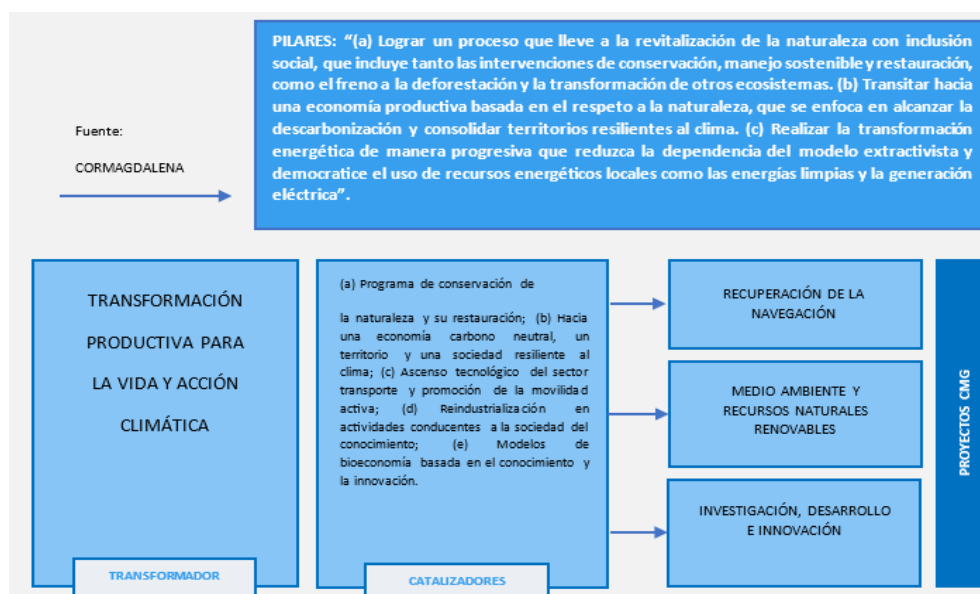 PILARES: “(a) Lograr un proceso que lleve a la revitalización de la naturaleza con inclusión
social, que incluye tanto las intervenciones de conservación, manejo sostenible y restauración,
como el freno a la deforestación y la transformación de otros ecosistemas. (b) Transitar hacia
una economía productiva basada en el respeto a la naturaleza, que se enfoca en alcanzar la
descarbonización y consolidar territorios resilientes al clima. (c) Realizar la transformación
energética de manera progresiva que reduzca la dependencia del modelo extractivista y
democratice el uso de recursos energéticos locales como las energías limpias y la generación
eléctrica”.
Fuente:
CORMAGDALENA
TRANSFORMACIÓN
PRODUCTIVA PARA
LA VIDA Y ACCIÓN
CLIMÁTICA
TRANSFORMADOR
(a) Programa de conservación de
la naturaleza y su restauración; (b) Hacia
una economía carbono neutral, un
territorio y una sociedad resiliente al
clima; (c) Ascenso tecnológico del sector
transporte y promoción de la movilidad
activa; (d) Reindustrialización en
actividades conducentes a la sociedad del
conocimiento; (e) Modelos de
bioeconomía basada en el conocimiento y
la innovación.
CATALIZADORES
RECUPERACIÓN DE LA
NAVEGACIÓN
MEDIO AMBIENTE Y
RECURSOS NATURALES
RENOVABLES
INVESTIGACIÓN, DESARROLLO
E INNOVACIÓN
PROYECTOS CMG